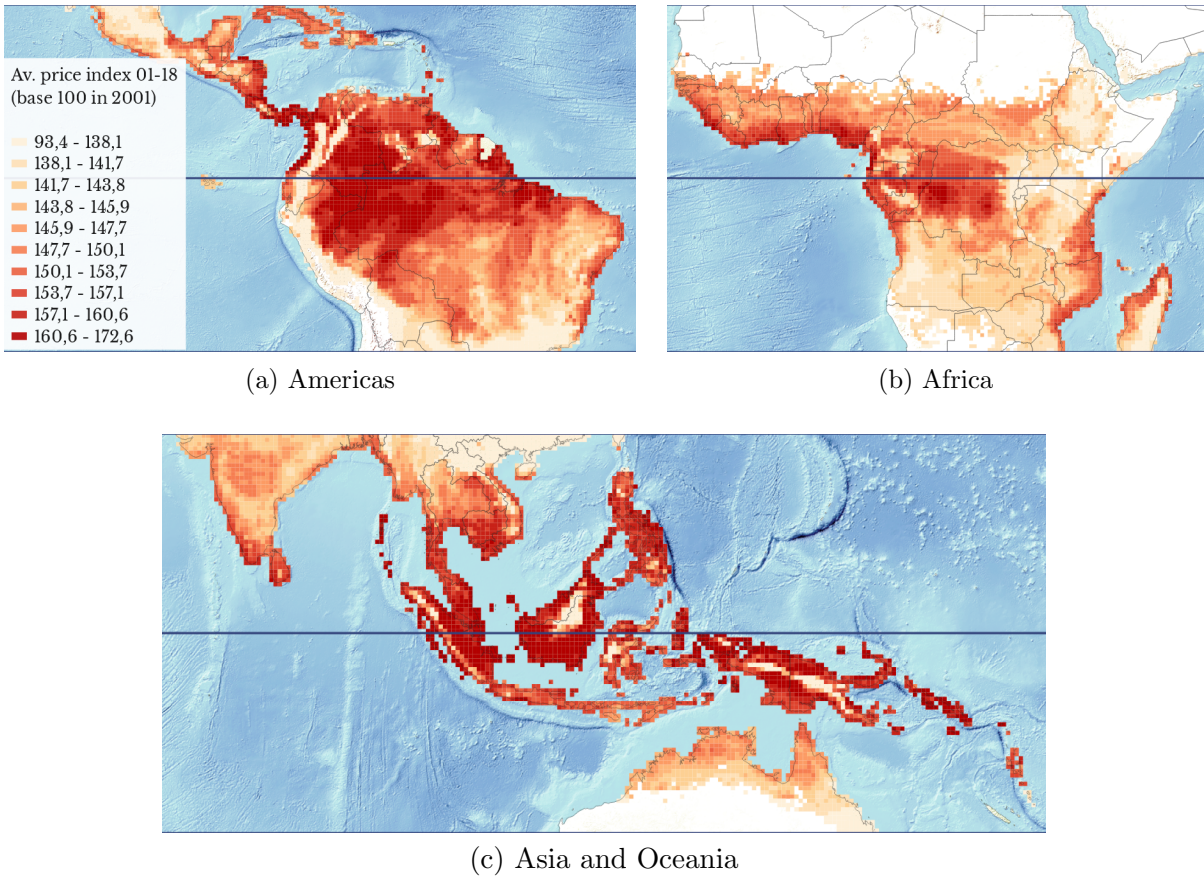 Av. price index 01-18
(base 100 in 2001)
93,4 - 138,1
138,1 - 141,7
141,7 - 143,8
143,8 - 145,9
145,9 - 147,7
147,7 - 150,1
150,1 - 153,7
153,7 - 157,1
157,1 - 160,6
160,6 - 172,6
(a) Americas
(b) Africa
(c) Asia and Oceania